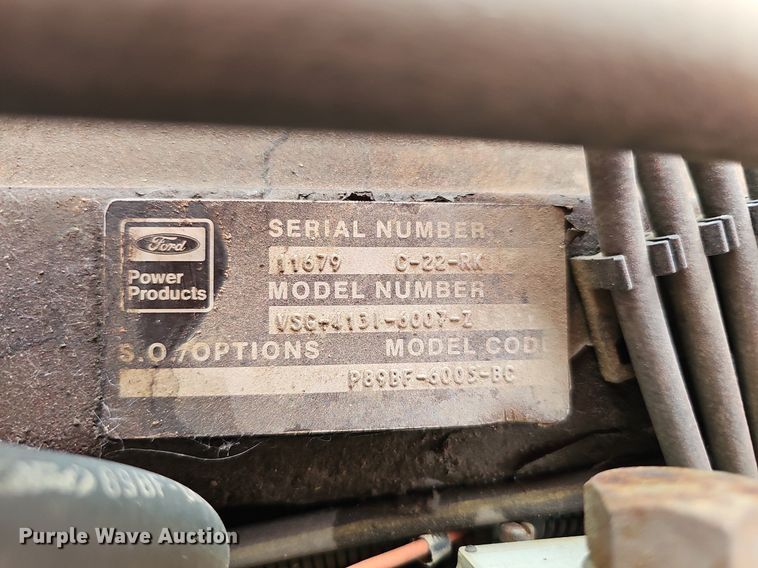 Ford
Power
Products
SERIAL NUMBER
11679 C-22-RK
MODEL NUMBER
VSG-413I-6007-Z
S.O./OPTIONS MODEL CODE
P89BF-6005-BC
89BF
Purple Wave Auction